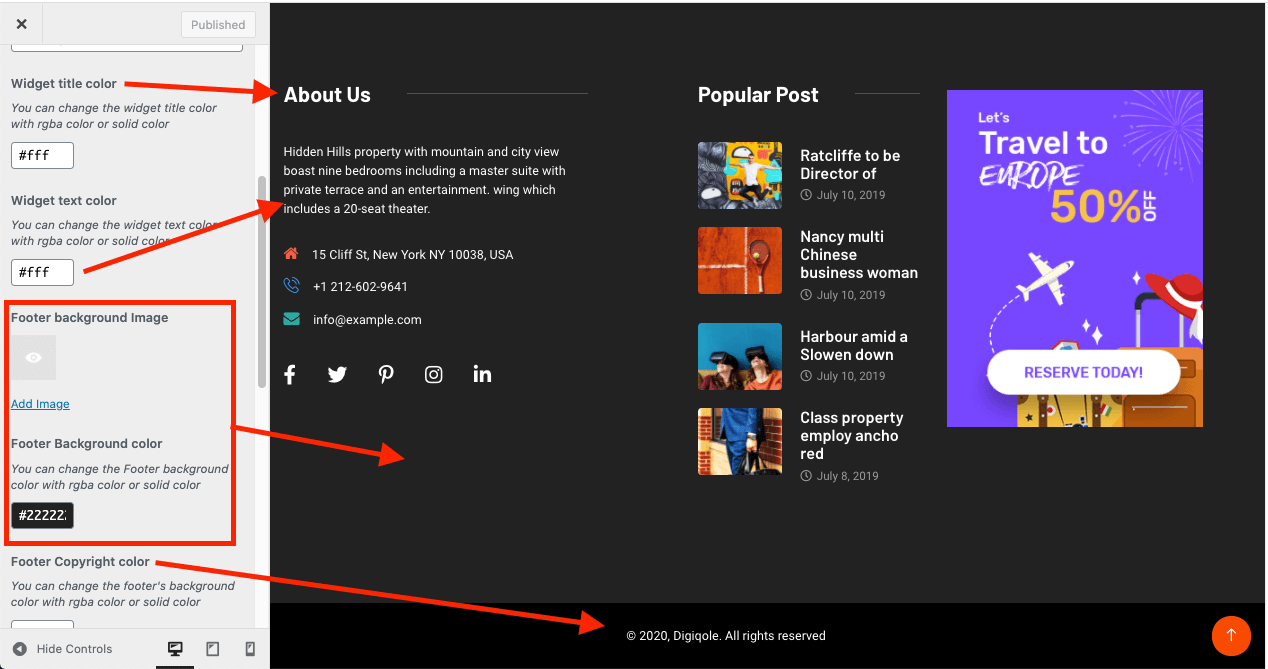 Published
Widget title color
You can change the widget title color
with rgba color or solid color
#fff
Widget text color
You can change the widget text color
with rgba color or solid color
#fff
Footer background Image
Add Image
Footer Background color
You can change the Footer background
color with rgba color or solid color
#22222
Footer Copyright color
You can change the footer's background
color with rgba color or solid color
Hide Controls
About Us
Hidden Hills property with mountain and city view
boast nine bedrooms including a master suite with
private terrace and an entertainment. wing which
includes a 20-seat theater.
15 Cliff St, New York NY 10038, USA
+1 212-602-9641
info@example.com
Popular Post
Ratcliffe to be
Director of
July 10, 2019
Nancy multi
Chinese
business woman
July 10, 2019
Harbour amid a
Slowen down
July 10, 2019
Class property
employ ancho
red
July 8, 2019
Let's
Travel to
EUROPE
50% OFF
RESERVE TODAY!
© 2020, Digiqole. All rights reserved